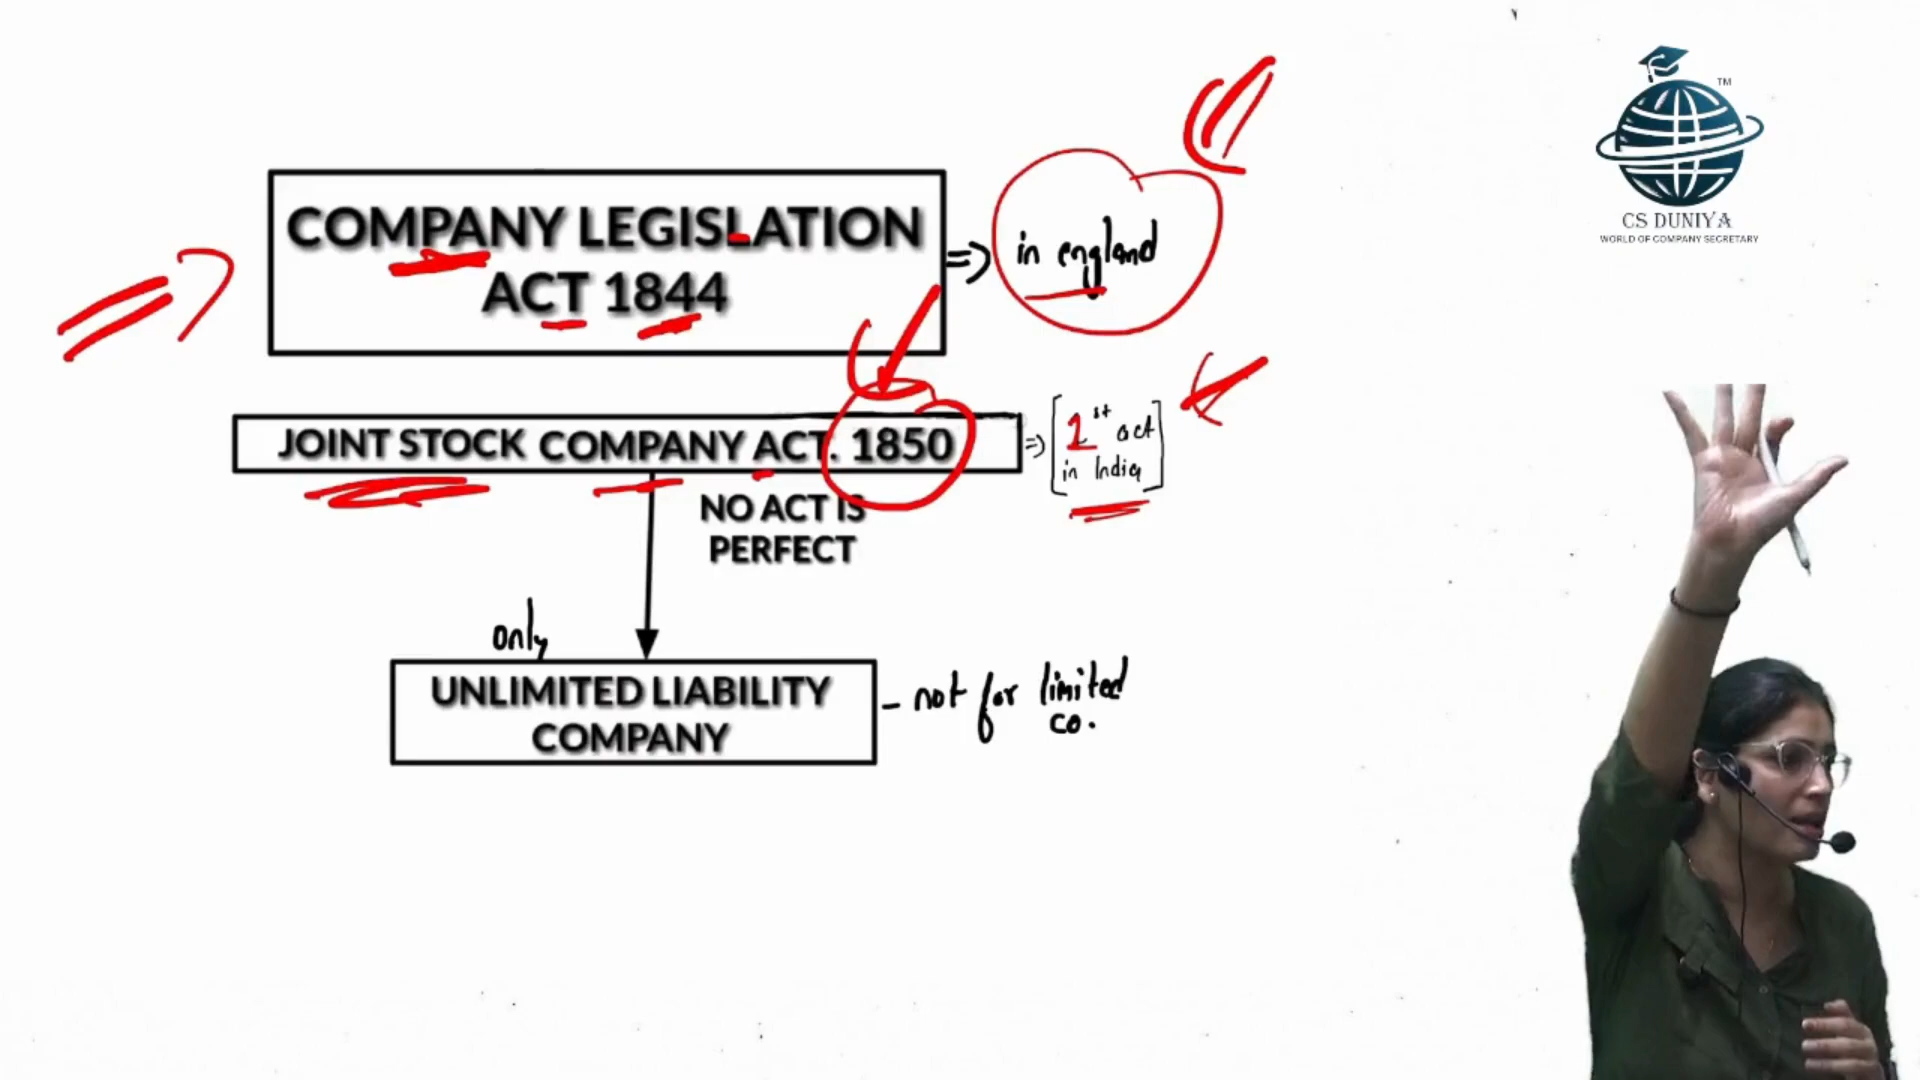 TM
CS DUNIYA
WORLD OF COMPANY SECRETARY
COMPANY LEGISLATION
ACT 1844
=> in england
JOINT STOCK COMPANY ACT. 1850
=> [1st act
in India]
NO ACT IS
PERFECT
only
UNLIMITED LIABILITY
COMPANY
- not for limited
co.